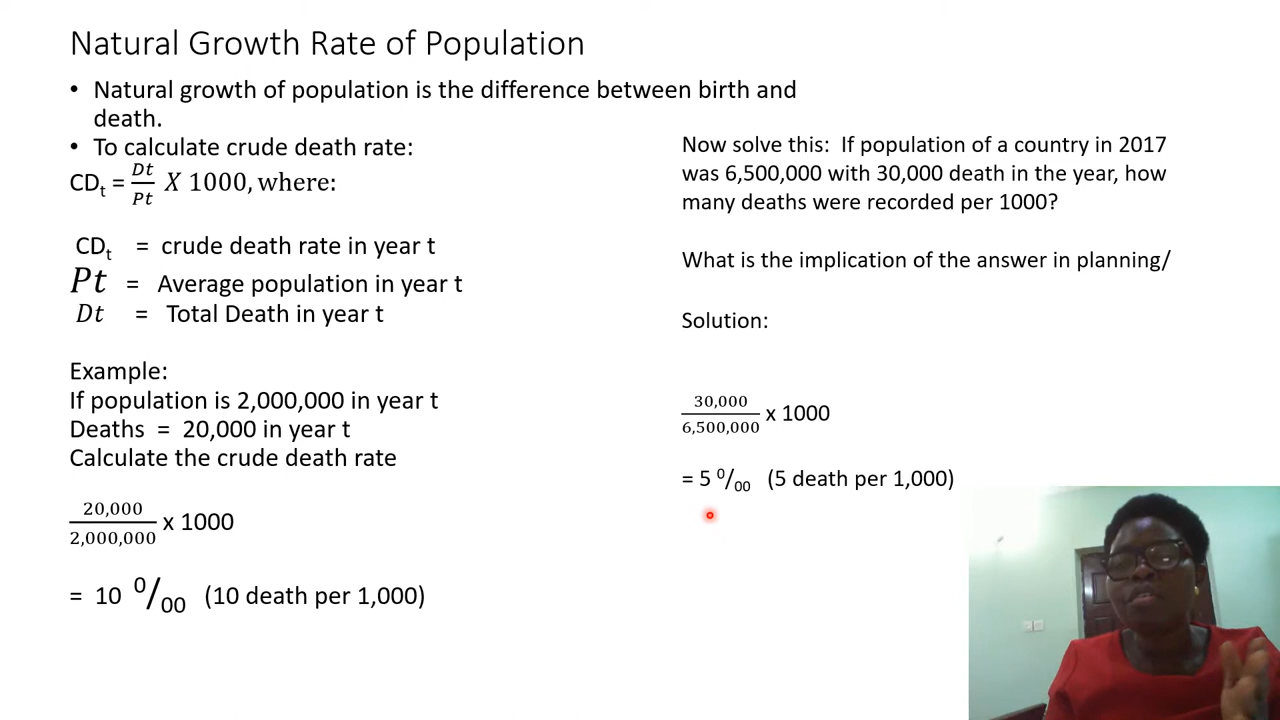 Natural Growth Rate of Population
• Natural growth of population is the difference between birth and
death.
• To calculate crude death rate:
CDt = Dt/Pt X 1000, where:
CDt = crude death rate in year t
Pt = Average population in year t
Dt = Total Death in year t
Example:
If population is 2,000,000 in year t
Deaths = 20,000 in year t
Calculate the crude death rate
20,000/2,000,000 x 1000
= 10 0/00 (10 death per 1,000)
Now solve this: If population of a country in 2017
was 6,500,000 with 30,000 death in the year, how
many deaths were recorded per 1000?
What is the implication of the answer in planning/
Solution:
30,000/6,500,000 x 1000
= 5 0/00 (5 death per 1,000)